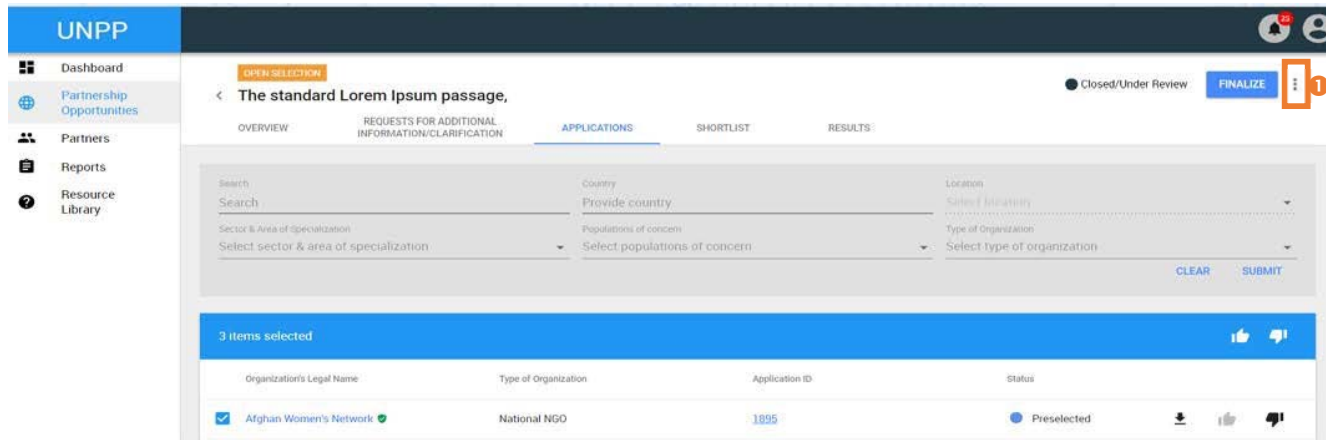 UNPP
23
Dashboard
Partnership
Opportunities
Partners
Reports
Resource
Library
OPEN SELECTION
The standard Lorem Ipsum passage,
Closed/Under Review
FINALIZE
1
OVERVIEW
REQUESTS FOR ADDITIONAL
INFORMATION/CLARIFICATION
APPLICATIONS
SHORTLIST
RESULTS
Search
Country
Location
Search
Provide country
Select location
Sector & Area of Specialization
Populations of concern
Type of Organization
Select sector & area of specialization
Select populations of concern
Select type of organization
CLEAR
SUBMIT
3 items selected
Organization's Legal Name
Type of Organization
Application ID
Status
Afghan Women's Network
National NGO
1895
Preselected